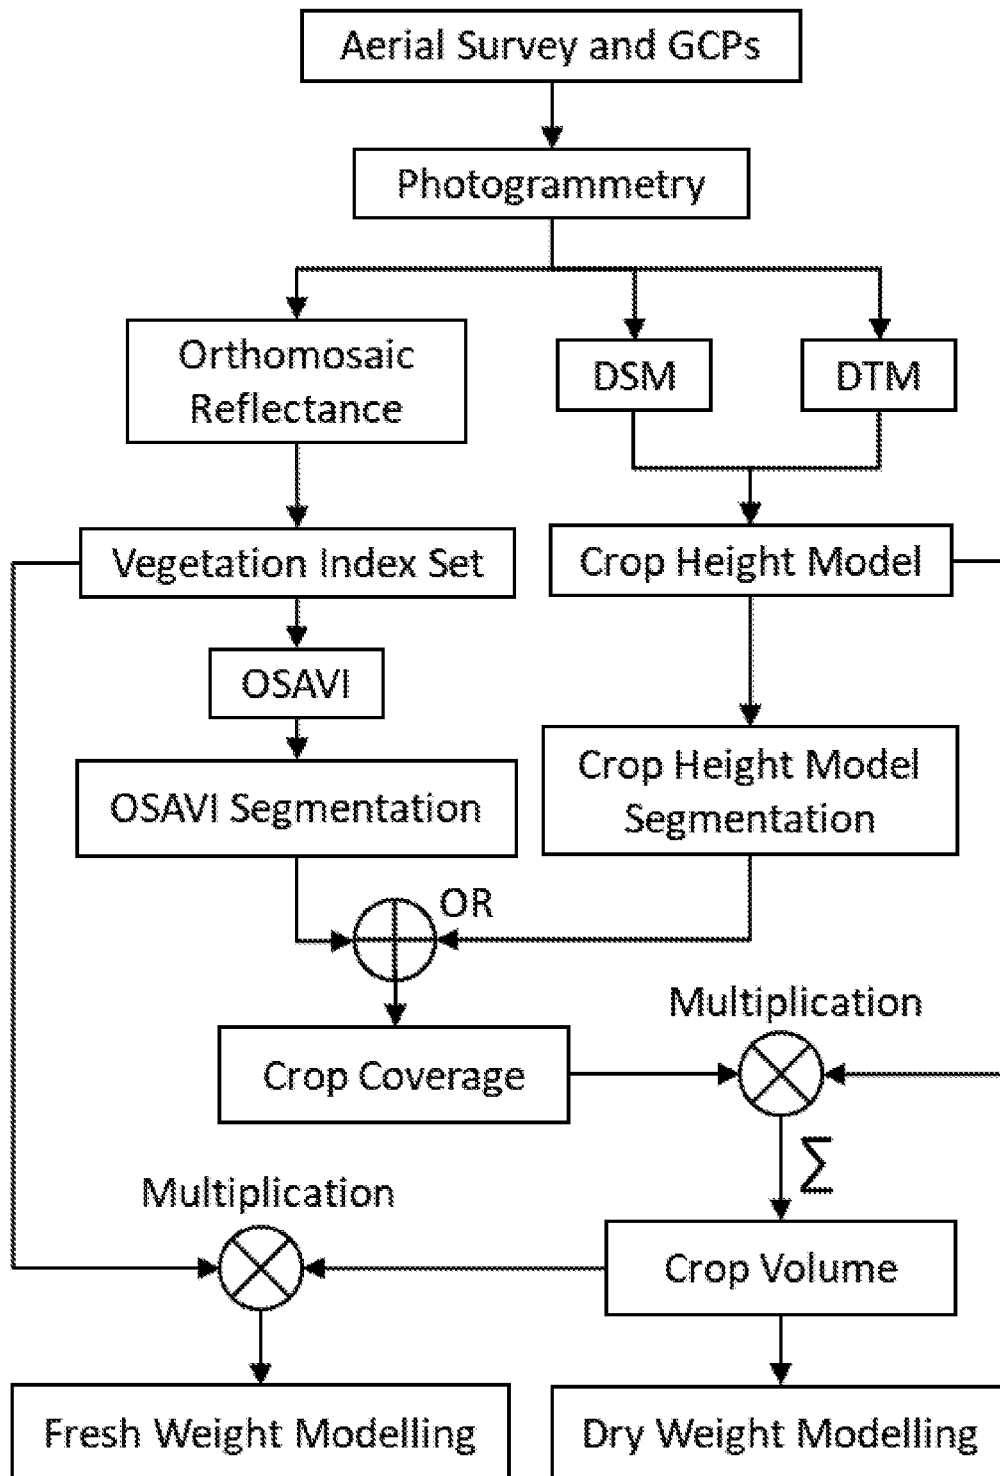 Aerial Survey and GCPs
Photogrammetry
Orthomosaic
Reflectance
DSM
DTM
Vegetation Index Set
Crop Height Model
OSAVI
OSAVI Segmentation
Crop Height Model
Segmentation
OR
Multiplication
Crop Coverage
∑
Multiplication
Crop Volume
Fresh Weight Modelling
Dry Weight Modelling